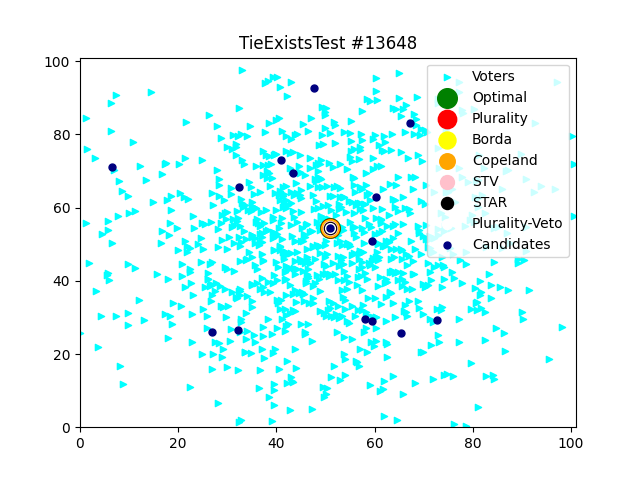 TieExistsTest #13648
100
80
60
40
20
0
0
20
40
60
80
100
Voters
Optimal
Plurality
Borda
Copeland
STV
STAR
Plurality-Veto
Candidates